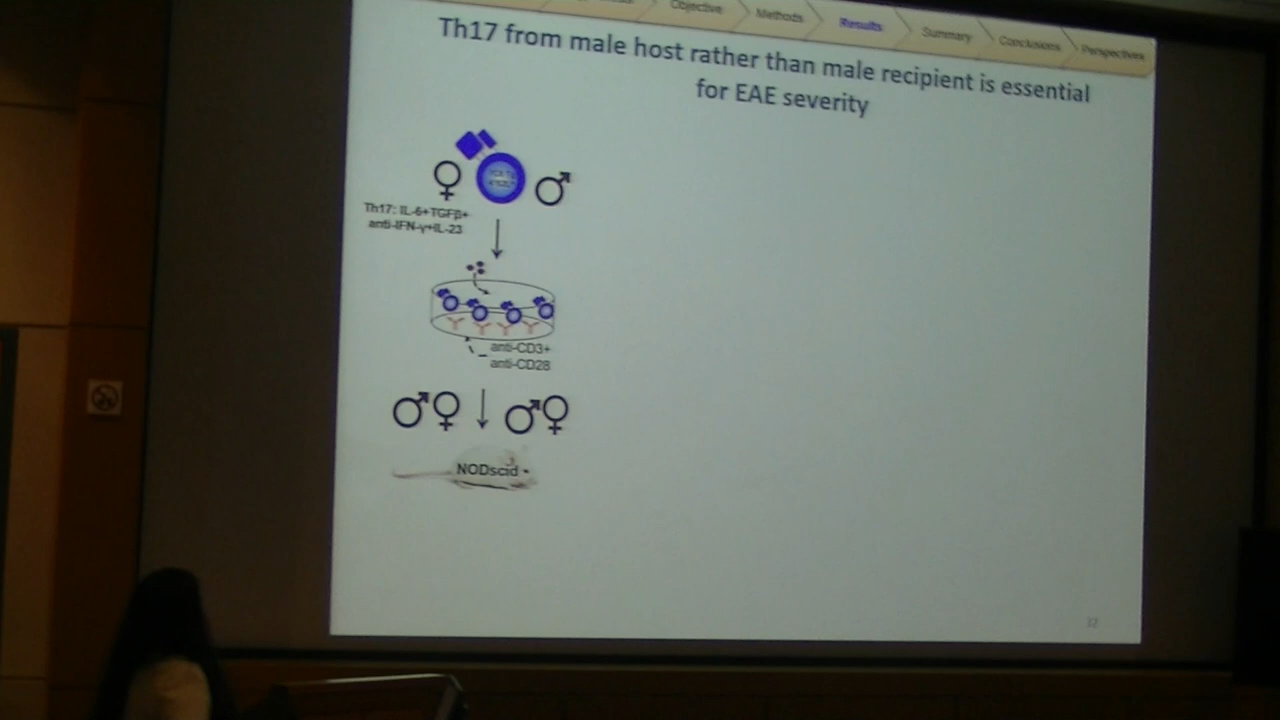 Objective
Methods
Results
Summary
Conclusions
Perspectives
Th17 from male host rather than male recipient is essential
for EAE severity
Th17: IL-6+TGFβ+
anti-IFN-γ+IL-23
anti-CD3+
anti-CD28
NODscid -
32